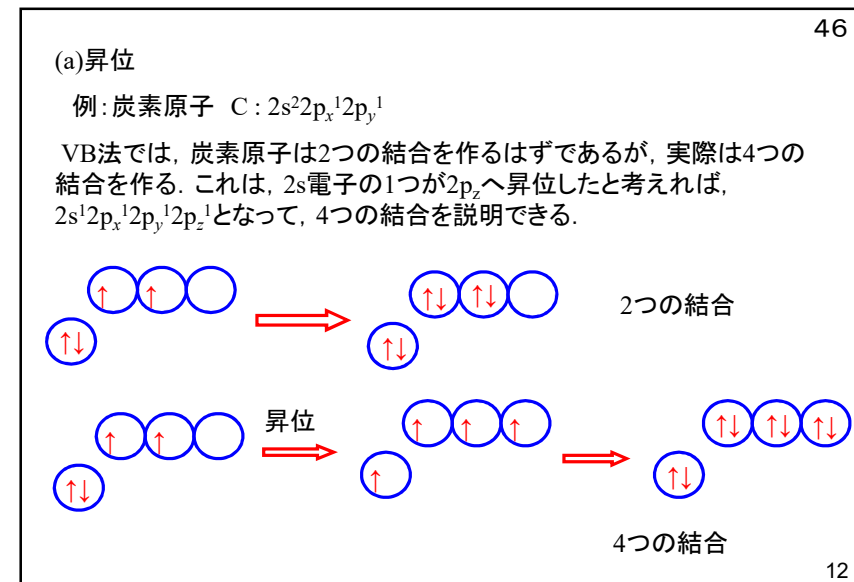 46
(a)昇位
例：炭素原子 C : 2s²2pₓ¹2pᵧ¹
VB法では，炭素原子は2つの結合を作るはずであるが，実際は4つの
結合を作る．これは，2s電子の1つが2p_zへ昇位したと考えれば，
2s¹2pₓ¹2pᵧ¹2p_z¹となって，4つの結合を説明できる．
↑ ↑ ↑↓ ↑↓ 2つの結合
↑↓ ↑↓
昇位
↑ ↑ ↑ ↑ ↑ ↑↓ ↑↓ ↑↓
↑↓ ↑ ↑↓
4つの結合
12